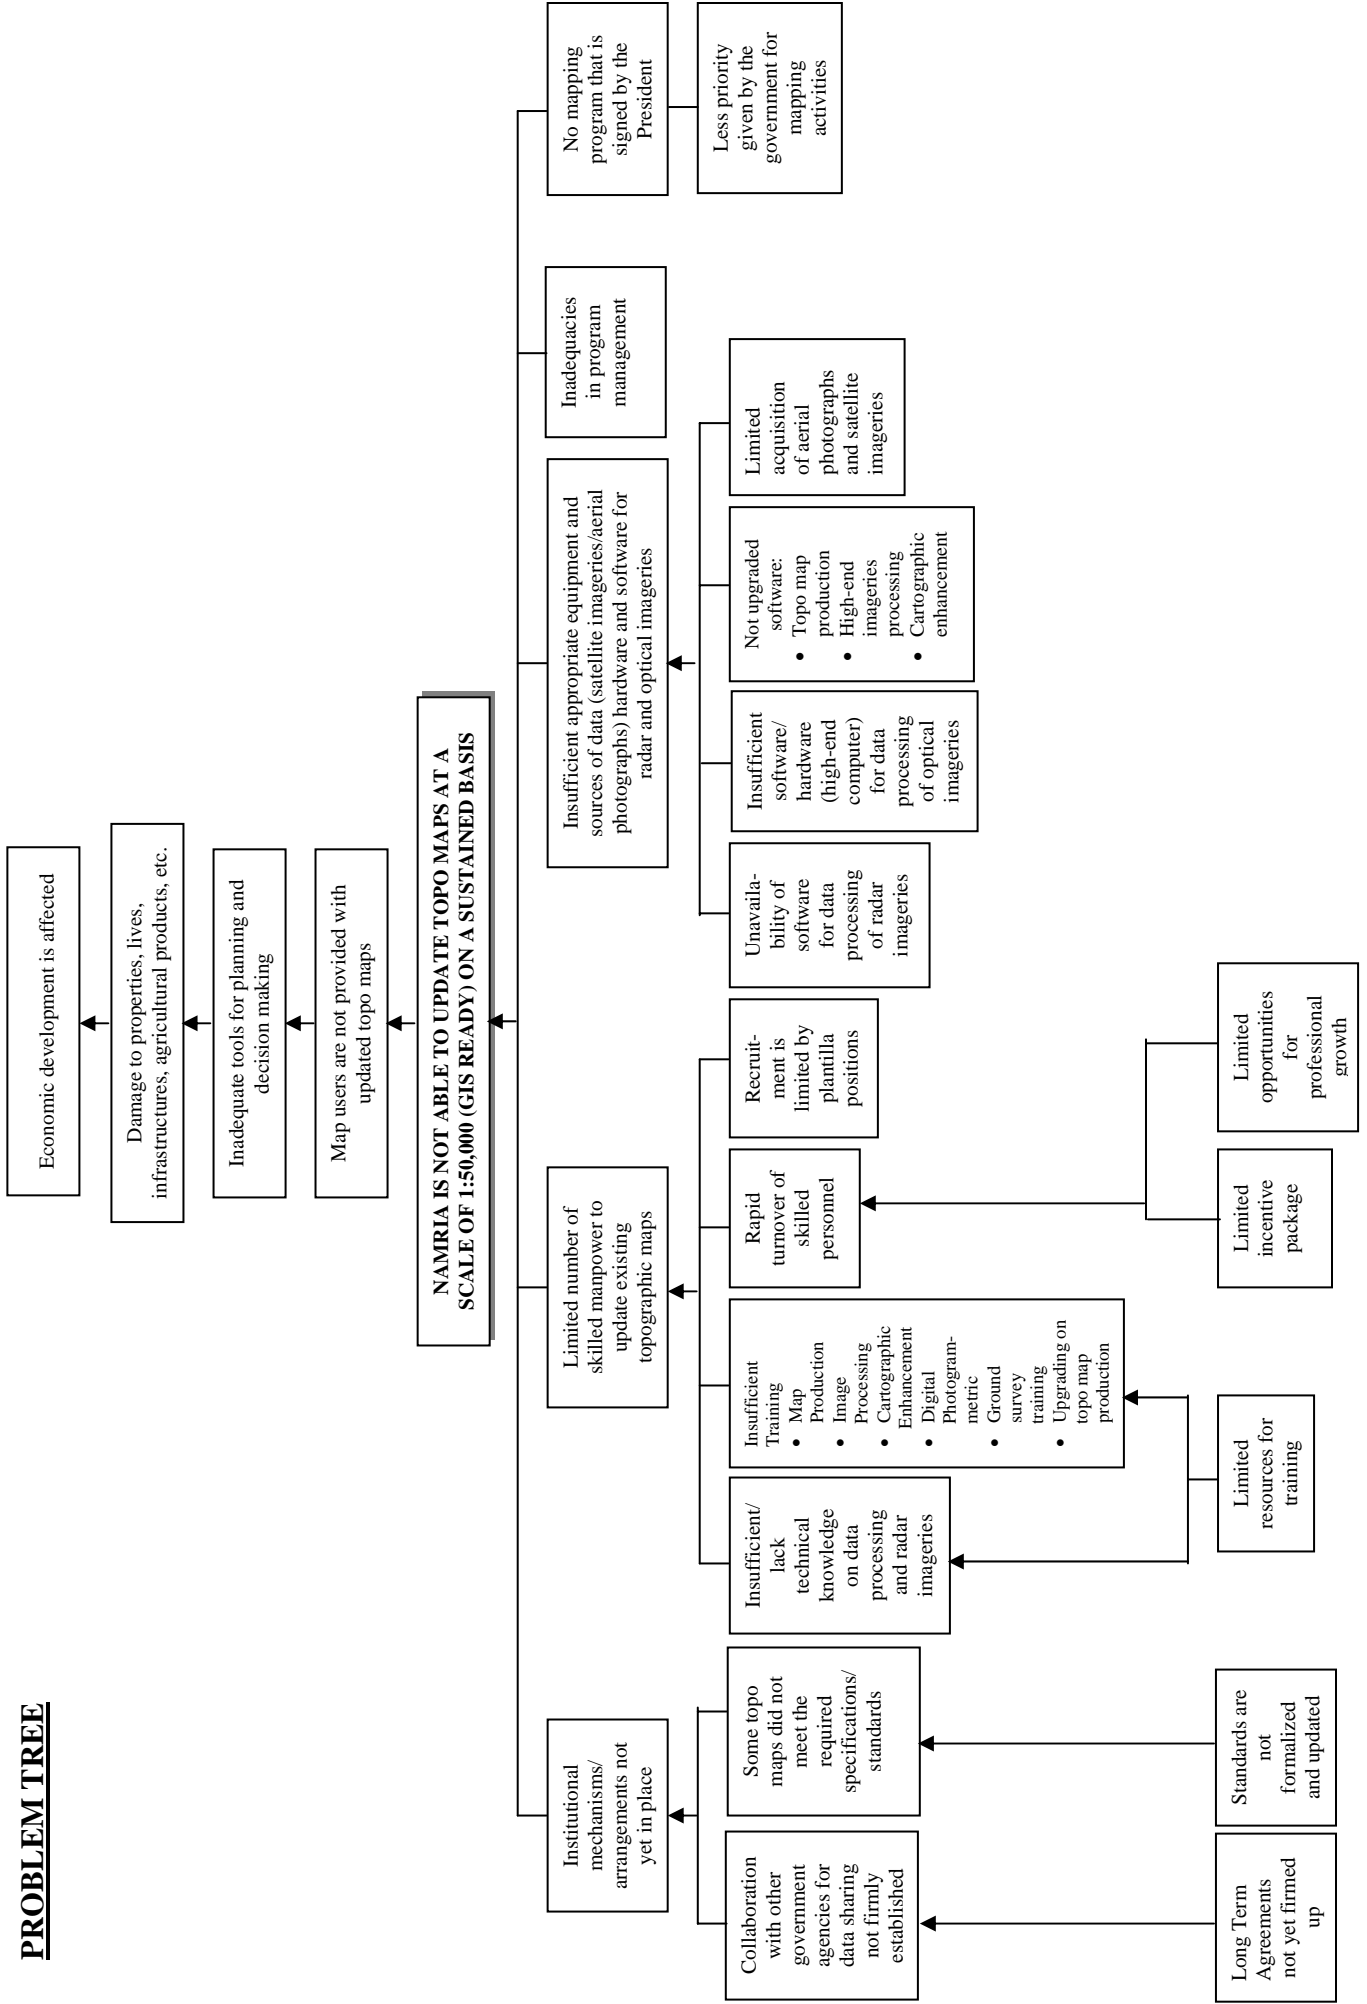 PROBLEM TREE
Economic development is affected
Damage to properties, lives,
infrastructures, agricultural products, etc.
Inadequate tools for planning and
decision making
Map users are not provided with
updated topo maps
NAMRIA IS NOT ABLE TO UPDATE TOPO MAPS AT A
SCALE OF 1:50,000 (GIS READY) ON A SUSTAINED BASIS
Institutional
mechanisms/
arrangements not
yet in place
Limited number of
skilled manpower to
update existing
topographic maps
Insufficient appropriate equipment and
sources of data (satellite imageries/aerial
photographs) hardware and software for
radar and optical imageries
Inadequacies
in program
management
No mapping
program that is
signed by the
President
Less priority
given by the
government for
mapping
activities
Collaboration
with other
government
agencies for
data sharing
not firmly
established
Some topo
maps did not
meet the
required
specifications/
standards
Insufficient/
lack
technical
knowledge
on data
processing
and radar
imageries
Insufficient
Training
• Map
Production
• Image
Processing
• Cartographic
Enhancement
• Digital
Photogram-
metric
• Ground
survey
training
• Upgrading on
topo map
production
Rapid
turnover of
skilled
personnel
Recruit-
ment is
limited by
plantilla
positions
Unavaila-
bility of
software
for data
processing
of radar
imageries
Insufficient
software/
hardware
(high-end
computer)
for data
processing
of optical
imageries
Not upgraded
software:
• Topo map
production
• High-end
imageries
processing
• Cartographic
enhancement
Limited
acquisition
of aerial
photographs
and satellite
imageries
Long Term
Agreements
not yet firmed
up
Standards are
not
formalized
and updated
Limited
resources for
training
Limited
incentive
package
Limited
opportunities
for
professional
growth